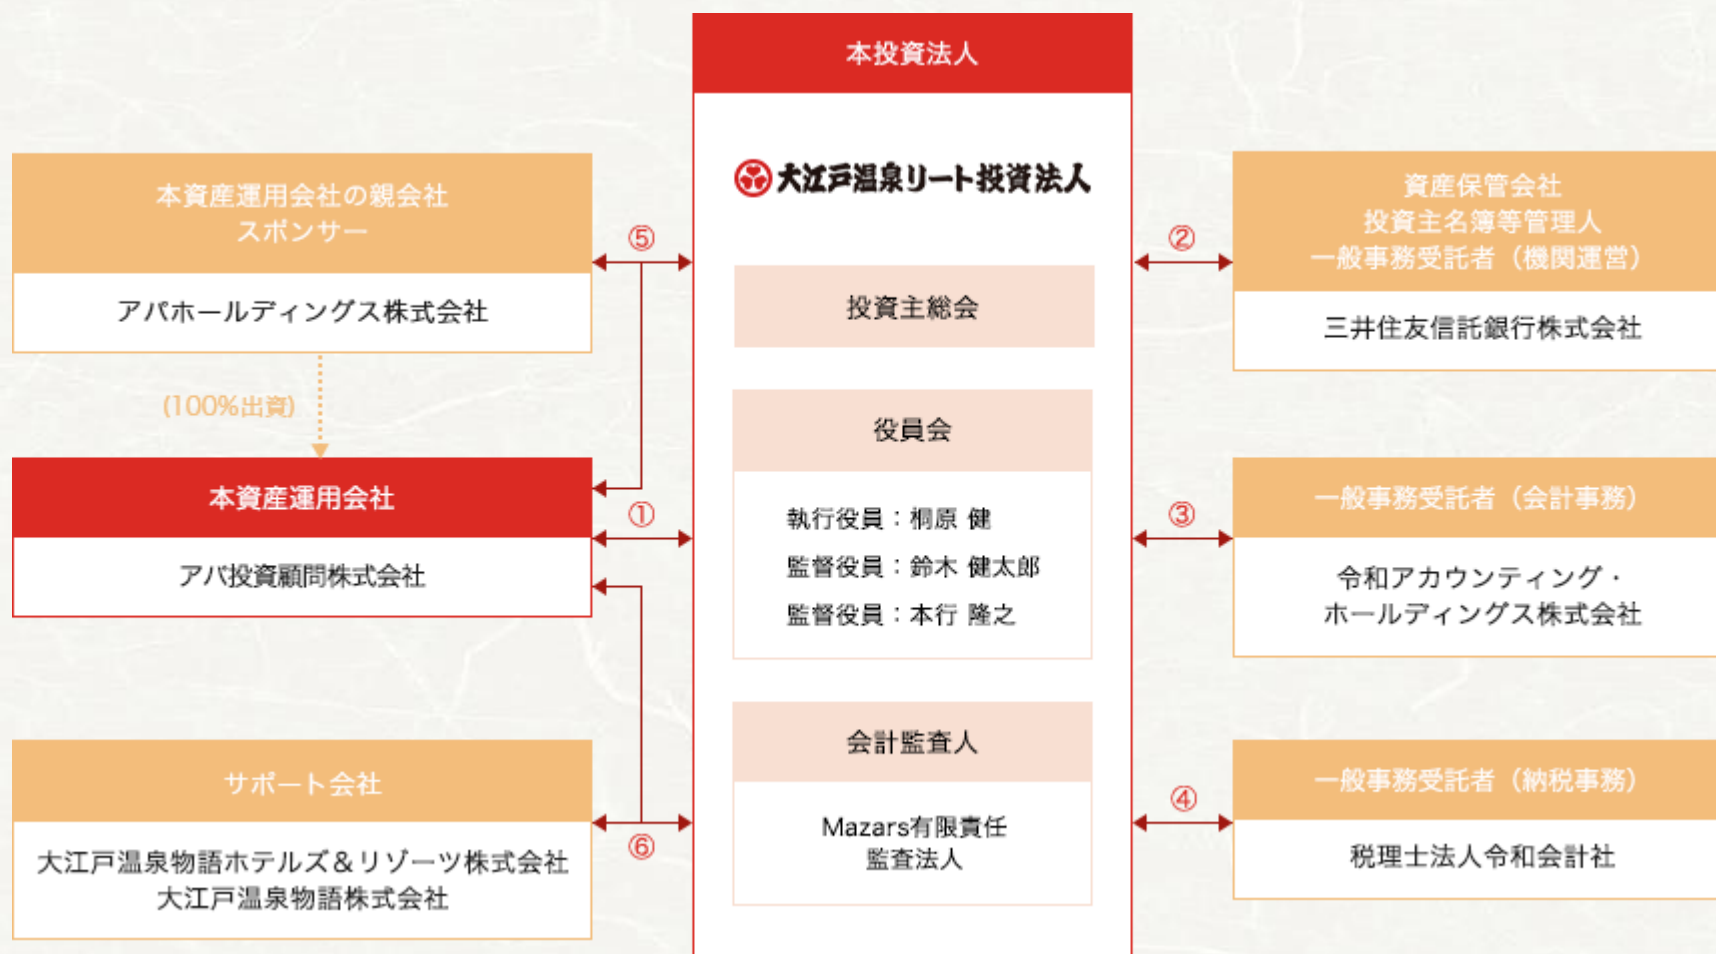 本投資法人
大江戸温泉リート投資法人
投資主総会
役員会
執行役員：桐原 健
監督役員：鈴木 健太郎
監督役員：本行 隆之
会計監査人
Mazars有限責任
監査法人
本資産運用会社の親会社
スポンサー
アパホールディングス株式会社
(100%出資)
本資産運用会社
アパ投資顧問株式会社
サポート会社
大江戸温泉物語ホテルズ＆リゾーツ株式会社
大江戸温泉物語株式会社
⑤
①
⑥
②
③
④
資産保管会社
投資主名簿等管理人
一般事務受託者（機関運営）
三井住友信託銀行株式会社
一般事務受託者（会計事務）
令和アカウンティング・
ホールディングス株式会社
一般事務受託者（納税事務）
税理士法人令和会計社